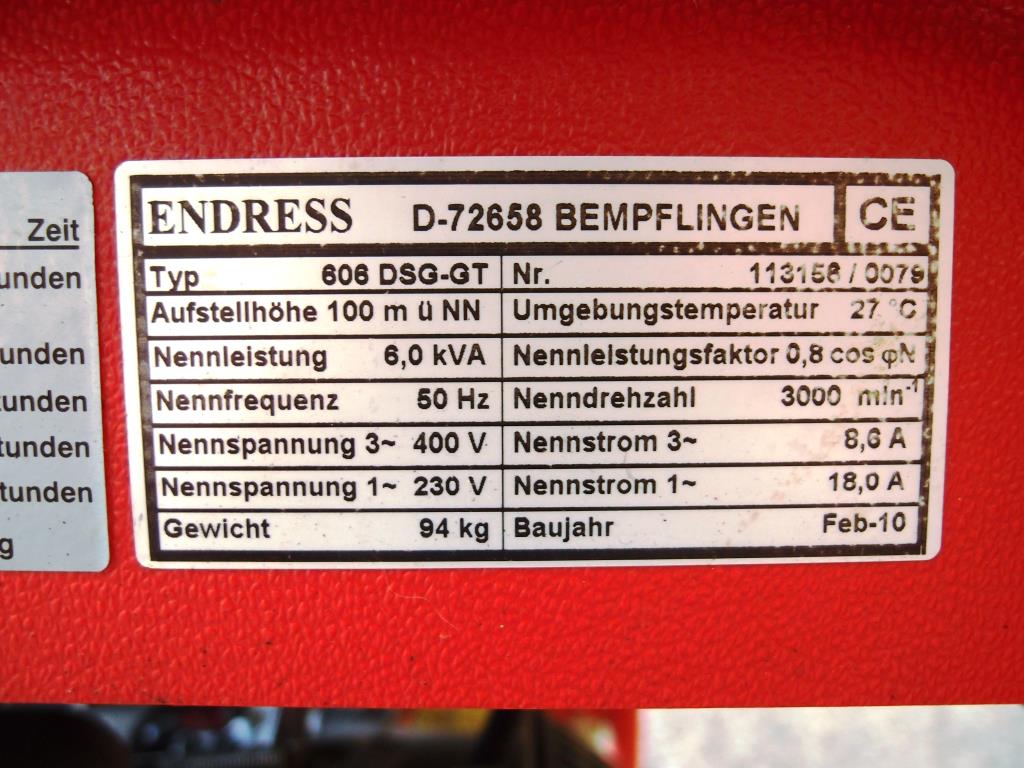 Zeit
unden
unden
tunden
tunden
tunden
g
ENDRESS D-72658 BEMPFLINGEN CE
Typ 606 DSG-GT Nr. 113156 / 0079
Aufstellhöhe 100 m ü NN Umgebungstemperatur 27 °C
Nennleistung 6,0 kVA Nennleistungsfaktor 0,8 cos φN
Nennfrequenz 50 Hz Nenndrehzahl 3000 min⁻¹
Nennspannung 3~ 400 V Nennstrom 3~ 8,6 A
Nennspannung 1~ 230 V Nennstrom 1~ 18,0 A
Gewicht 94 kg Baujahr Feb-10